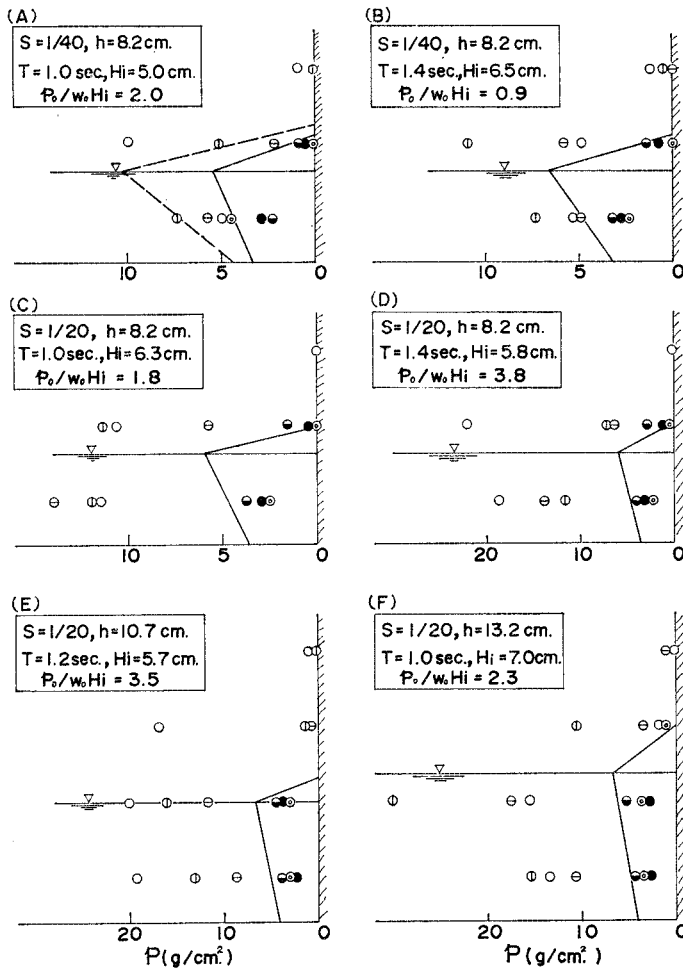 (A)
S=1/40, h=8.2cm.
T=1.0sec, Hi=5.0cm.
P₀/w₀Hi = 2.0
10 5 0
(B)
S=1/40, h=8.2cm.
T=1.4sec., Hi=6.5cm.
P₀/w₀Hi = 0.9
10 5 0
(C)
S=1/20, h=8.2cm.
T=1.0sec., Hi=6.3cm.
P₀/w₀Hi = 1.8
10 5 0
(D)
S=1/20, h=8.2cm.
T=1.4sec., Hi=5.8cm.
P₀/w₀Hi = 3.8
20 10 0
(E)
S=1/20, h=10.7cm.
T=1.2sec., Hi=5.7cm.
P₀/w₀Hi = 3.5
20 10 0
P(g/cm².)
(F)
S=1/20, h=13.2cm.
T=1.0sec., Hi=7.0cm.
P₀/w₀Hi = 2.3
20 10 0
P(g/cm².)